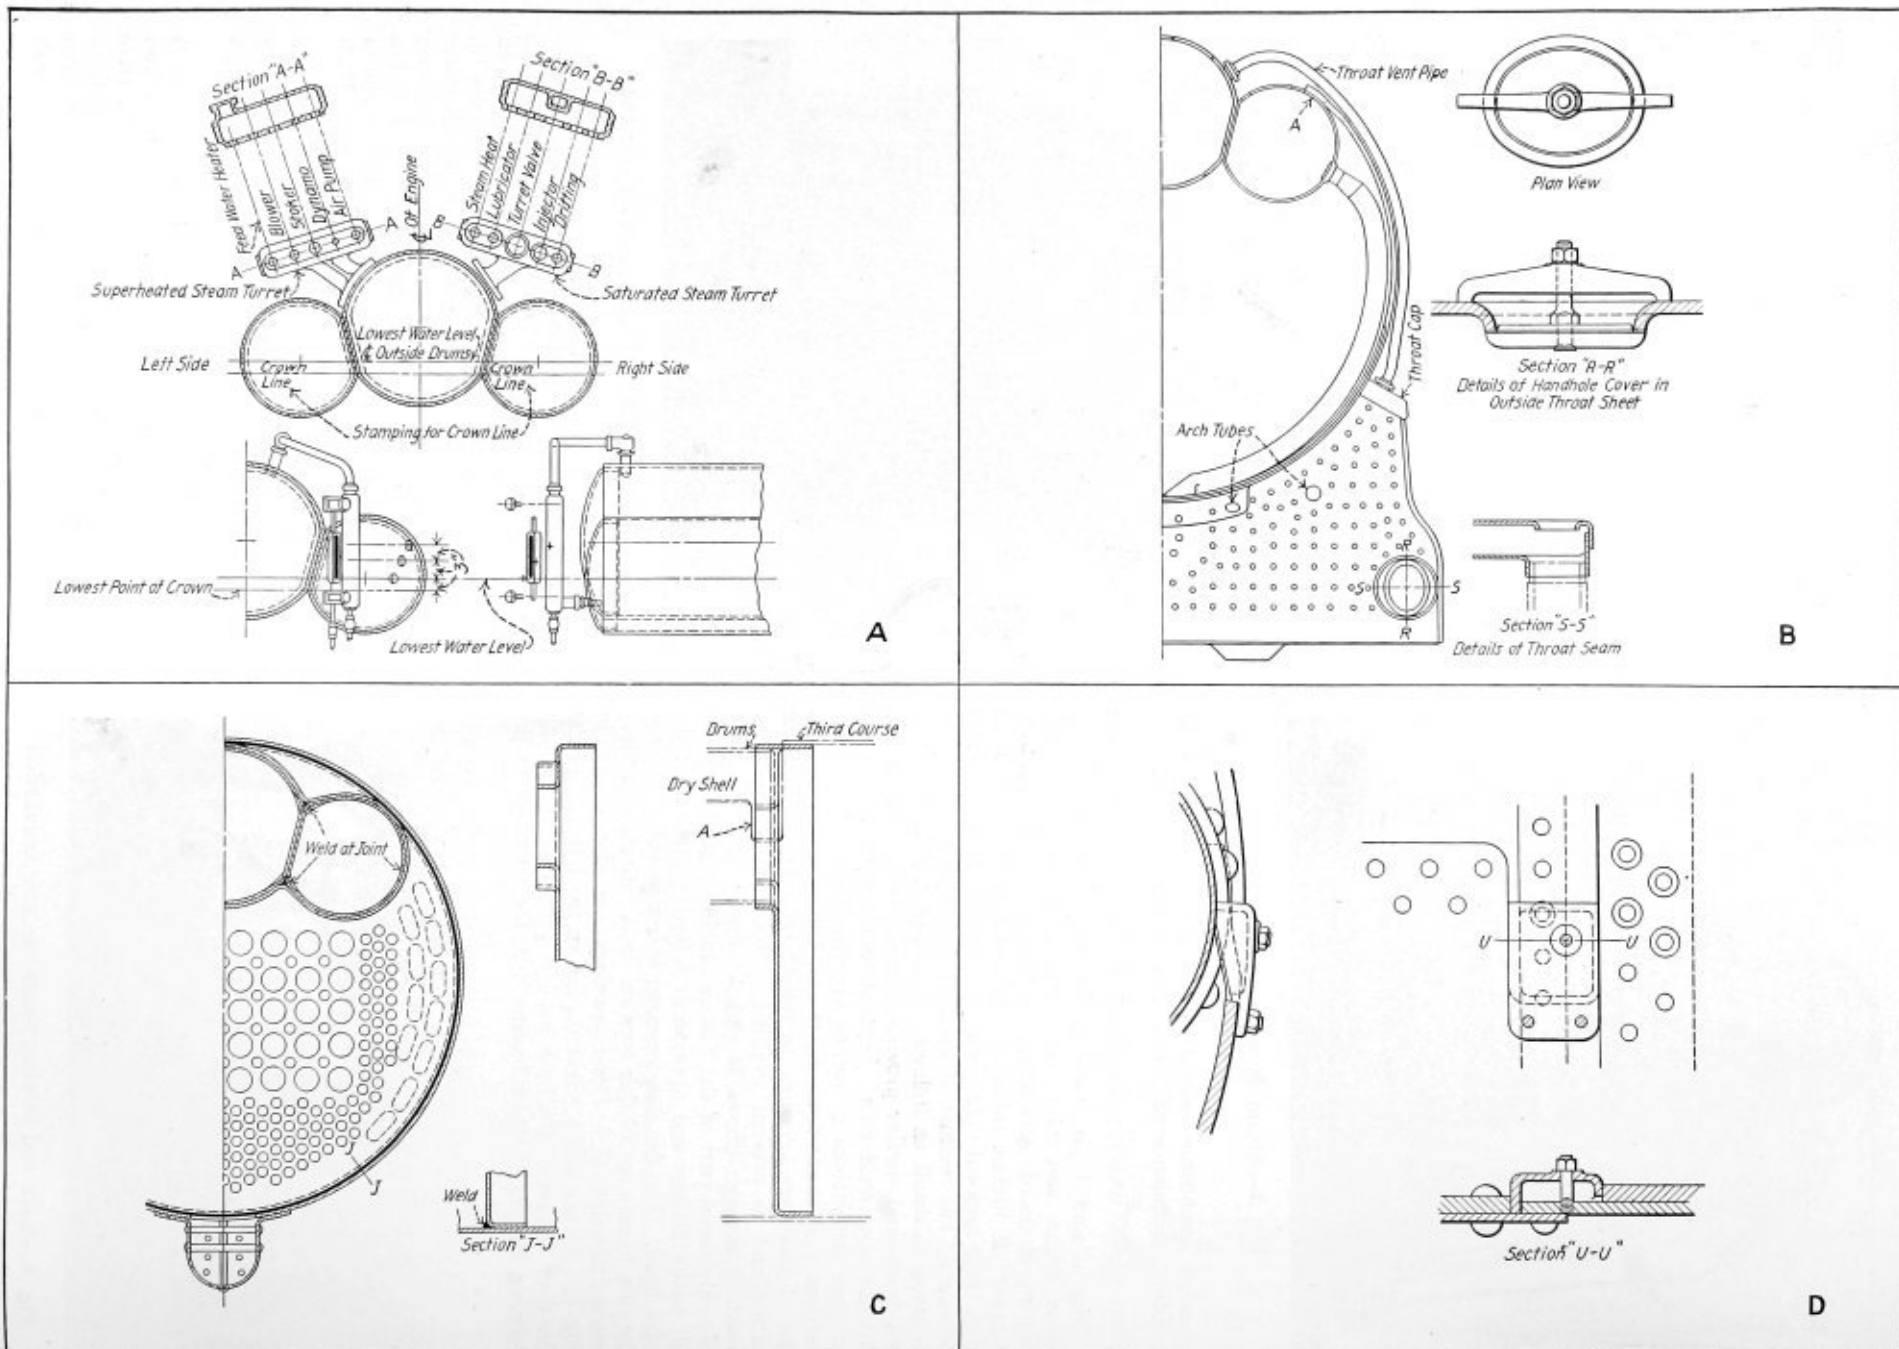 Section "A-A"
Section "B-B"
Feed Water Heater
Blower
Stoker
Dynamo
Air Pump
Of Engine
Steam Heat
Lubricator
Turret Valve
Injector
Drifting
A
A
B
B
Superheated Steam Turret
Saturated Steam Turret
Left Side
Lowest Water Level
Outside Drums
Crown
Line
Crown
Line
Right Side
Stamping for Crown Line
3"
Lowest Point of Crown
Lowest Water Level
A
Throat Vent Pipe
A
Plan View
Throat Cap
Section "R-R"
Details of Handhole Cover in
Outside Throat Sheet
Arch Tubes
R
S
S
R
Section "S-S"
Details of Throat Seam
B
Drums
Third Course
Dry Shell
A
Weld at Joint
J
Weld
Section "J-J"
C
U
U
Section "U-U"
D